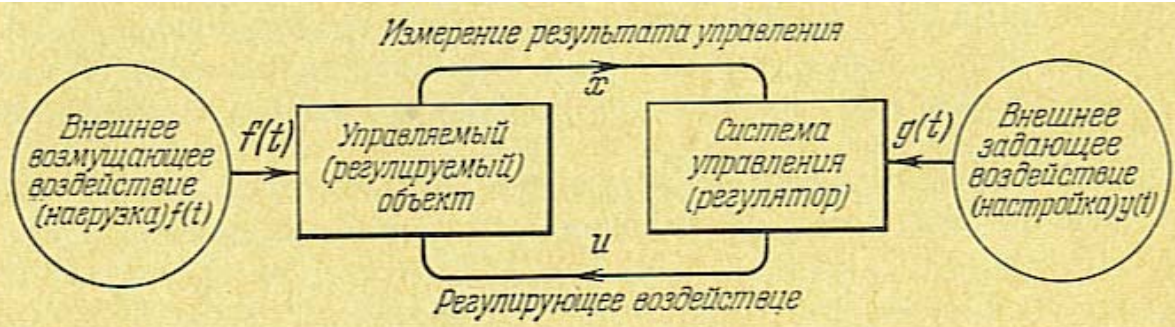 Измерение результата управления
x
Внешнее
возмущающее
воздействие
(нагрузка)f(t)
f(t)
Управляемый
(регулируемый)
объект
Система
управления
(регулятор)
g(t)
Внешнее
задающее
воздействие
(настройка)y(t)
u
Регулирующее воздействие